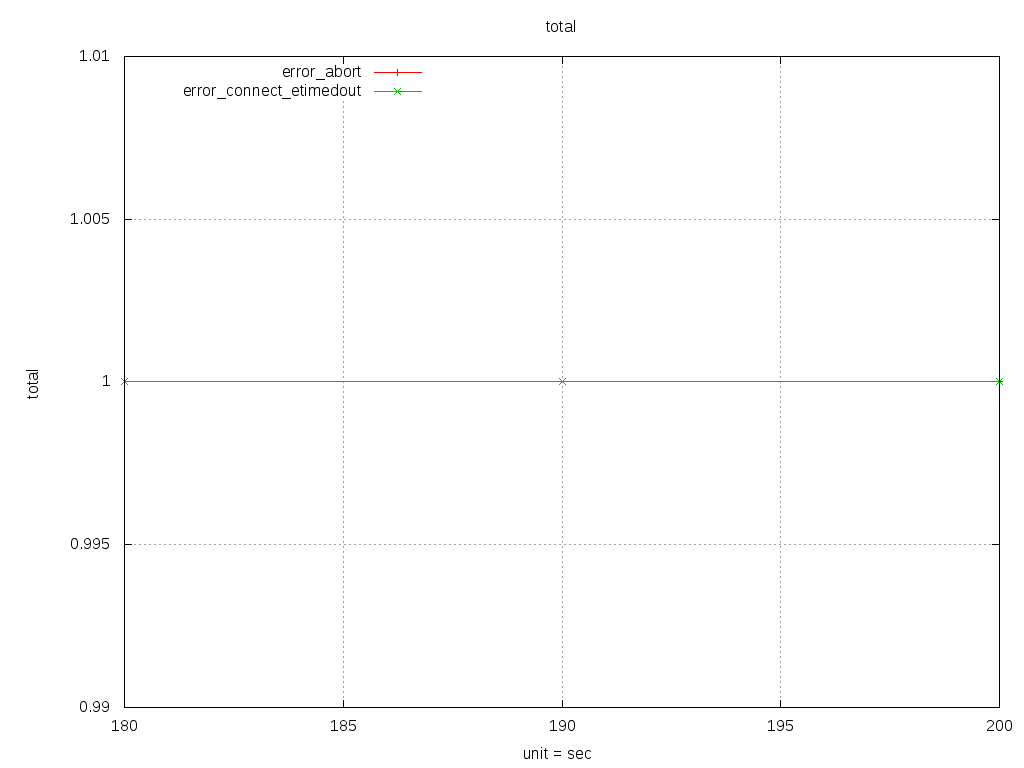 total
1.01
error_abort
error_connect_etimedout
1.005
total
1
0.995
0.99
180 185 190 195 200
unit = sec